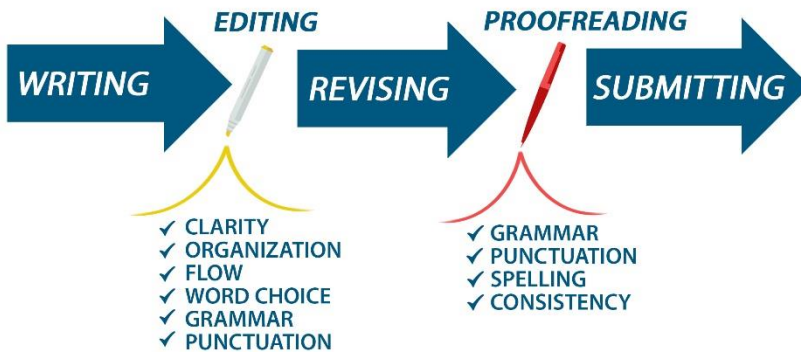 EDITING
PROOFREADING
WRITING
REVISING
SUBMITTING
CLARITY
ORGANIZATION
FLOW
WORD CHOICE
GRAMMAR
PUNCTUATION
GRAMMAR
PUNCTUATION
SPELLING
CONSISTENCY